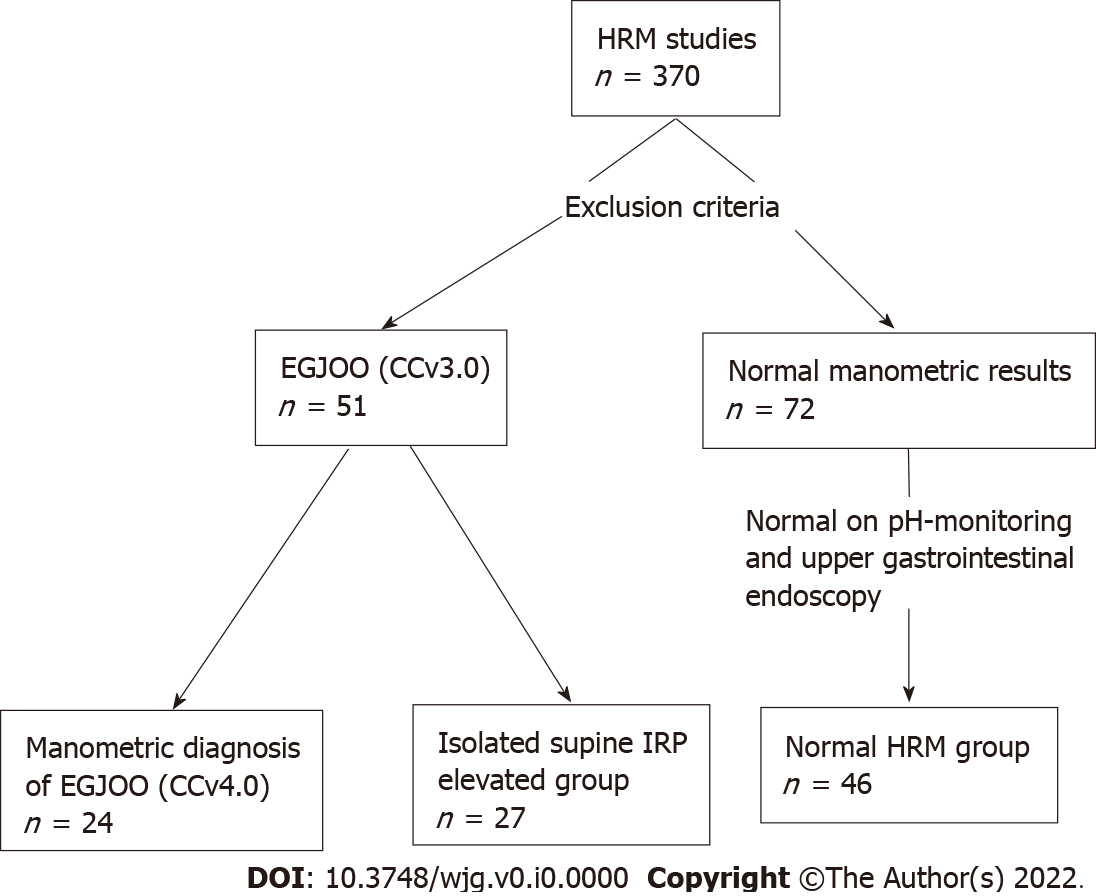 HRM studies
n = 370
Exclusion criteria
EGJOO (CCv3.0)
n = 51
Normal manometric results
n = 72
Normal on pH-monitoring
and upper gastrointestinal
endoscopy
Manometric diagnosis
of EGJOO (CCv4.0)
n = 24
Isolated supine IRP
elevated group
n = 27
Normal HRM group
n = 46
DOI: 10.3748/wjg.v0.i0.0000 Copyright ©The Author(s) 2022.